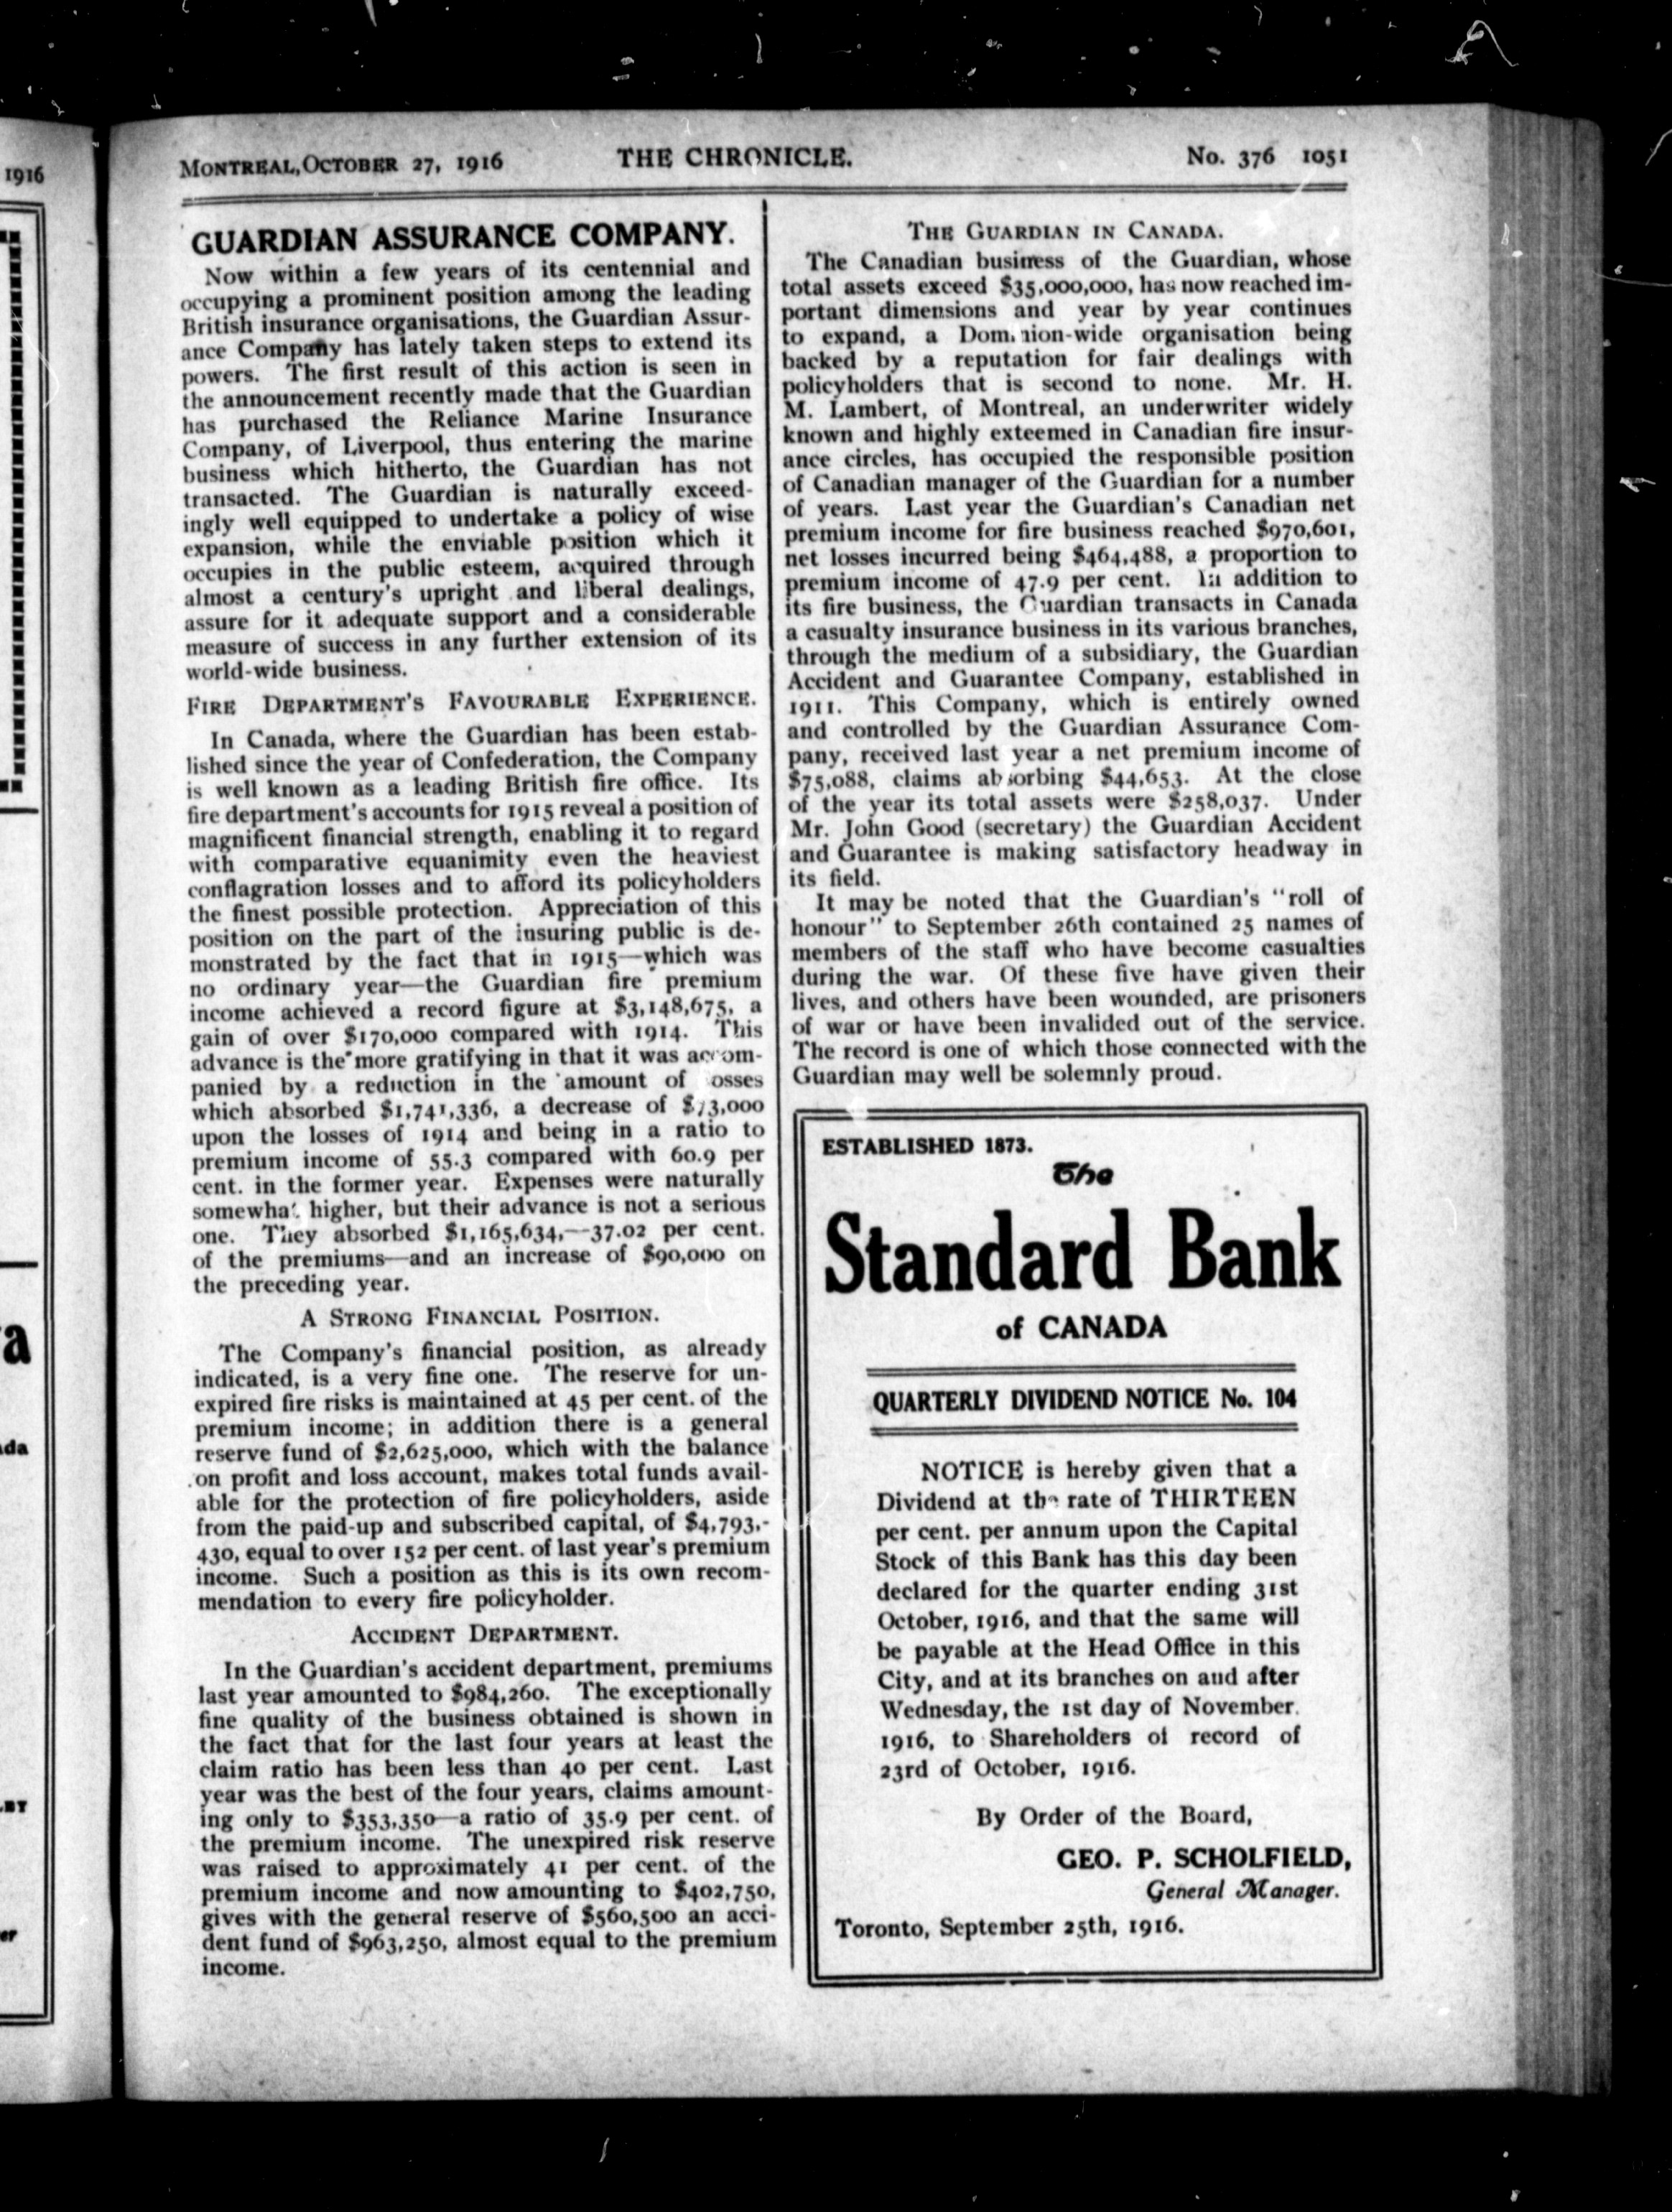 1916
MONTREAL, OCTOBER 27, 1916 THE CHRONICLE. No. 376 1051
GUARDIAN ASSURANCE COMPANY.
Now within a few years of its centennial and
occupying a prominent position among the leading
British insurance organisations, the Guardian Assur-
ance Company has lately taken steps to extend its
powers. The first result of this action is seen in
the announcement recently made that the Guardian
has purchased the Reliance Marine Insurance
Company, of Liverpool, thus entering the marine
business which hitherto, the Guardian has not
transacted. The Guardian is naturally exceed-
ingly well equipped to undertake a policy of wise
expansion, while the enviable position which it
occupies in the public esteem, acquired through
almost a century's upright and liberal dealings,
assure for it adequate support and a considerable
measure of success in any further extension of its
world-wide business.
FIRE DEPARTMENT'S FAVOURABLE EXPERIENCE.
In Canada, where the Guardian has been estab-
lished since the year of Confederation, the Company
is well known as a leading British fire office. Its
fire department's accounts for 1915 reveal a position of
magnificent financial strength, enabling it to regard
with comparative equanimity even the heaviest
conflagration losses and to afford its policyholders
the finest possible protection. Appreciation of this
position on the part of the insuring public is de-
monstrated by the fact that in 1915—which was
no ordinary year—the Guardian fire premium
income achieved a record figure at $3,148,675, a
gain of over $170,000 compared with 1914. This
advance is the more gratifying in that it was accom-
panied by a reduction in the amount of losses
which absorbed $1,741,336, a decrease of $73,000
upon the losses of 1914 and being in a ratio to
premium income of 55.3 compared with 60.9 per
cent. in the former year. Expenses were naturally
somewhat higher, but their advance is not a serious
one. They absorbed $1,165,634,—37.02 per cent.
of the premiums—and an increase of $90,000 on
the preceding year.
A STRONG FINANCIAL POSITION.
The Company's financial position, as already
indicated, is a very fine one. The reserve for un-
expired fire risks is maintained at 45 per cent. of the
premium income; in addition there is a general
reserve fund of $2,625,000, which with the balance
on profit and loss account, makes total funds avail-
able for the protection of fire policyholders, aside
from the paid-up and subscribed capital, of $4,793,-
430, equal to over 152 per cent. of last year's premium
income. Such a position as this is its own recom-
mendation to every fire policyholder.
ACCIDENT DEPARTMENT.
In the Guardian's accident department, premiums
last year amounted to $984,260. The exceptionally
fine quality of the business obtained is shown in
the fact that for the last four years at least the
claim ratio has been less than 40 per cent. Last
year was the best of the four years, claims amount-
ing only to $353,350—a ratio of 35.9 per cent. of
the premium income. The unexpired risk reserve
was raised to approximately 41 per cent. of the
premium income and now amounting to $402,750,
gives with the general reserve of $560,500 an acci-
dent fund of $963,250, almost equal to the premium
income.
THE GUARDIAN IN CANADA.
The Canadian business of the Guardian, whose
total assets exceed $35,000,000, has now reached im-
portant dimensions and year by year continues
to expand, a Dominion-wide organisation being
backed by a reputation for fair dealings with
policyholders that is second to none. Mr. H.
M. Lambert, of Montreal, an underwriter widely
known and highly exteemed in Canadian fire insur-
ance circles, has occupied the responsible position
of Canadian manager of the Guardian for a number
of years. Last year the Guardian's Canadian net
premium income for fire business reached $970,601,
net losses incurred being $464,488, a proportion to
premium income of 47.9 per cent. In addition to
its fire business, the Guardian transacts in Canada
a casualty insurance business in its various branches,
through the medium of a subsidiary, the Guardian
Accident and Guarantee Company, established in
1911. This Company, which is entirely owned
and controlled by the Guardian Assurance Com-
pany, received last year a net premium income of
$75,088, claims absorbing $44,653. At the close
of the year its total assets were $258,037. Under
Mr. John Good (secretary) the Guardian Accident
and Guarantee is making satisfactory headway in
its field.
It may be noted that the Guardian's "roll of
honour" to September 26th contained 25 names of
members of the staff who have become casualties
during the war. Of these five have given their
lives, and others have been wounded, are prisoners
of war or have been invalided out of the service.
The record is one of which those connected with the
Guardian may well be solemnly proud.
ESTABLISHED 1873.
The
Standard Bank
of CANADA
QUARTERLY DIVIDEND NOTICE No. 104
NOTICE is hereby given that a
Dividend at the rate of THIRTEEN
per cent. per annum upon the Capital
Stock of this Bank has this day been
declared for the quarter ending 31st
October, 1916, and that the same will
be payable at the Head Office in this
City, and at its branches on and after
Wednesday, the 1st day of November,
1916, to Shareholders of record of
23rd of October, 1916.
By Order of the Board,
GEO. P. SCHOLFIELD,
General Manager.
Toronto, September 25th, 1916.